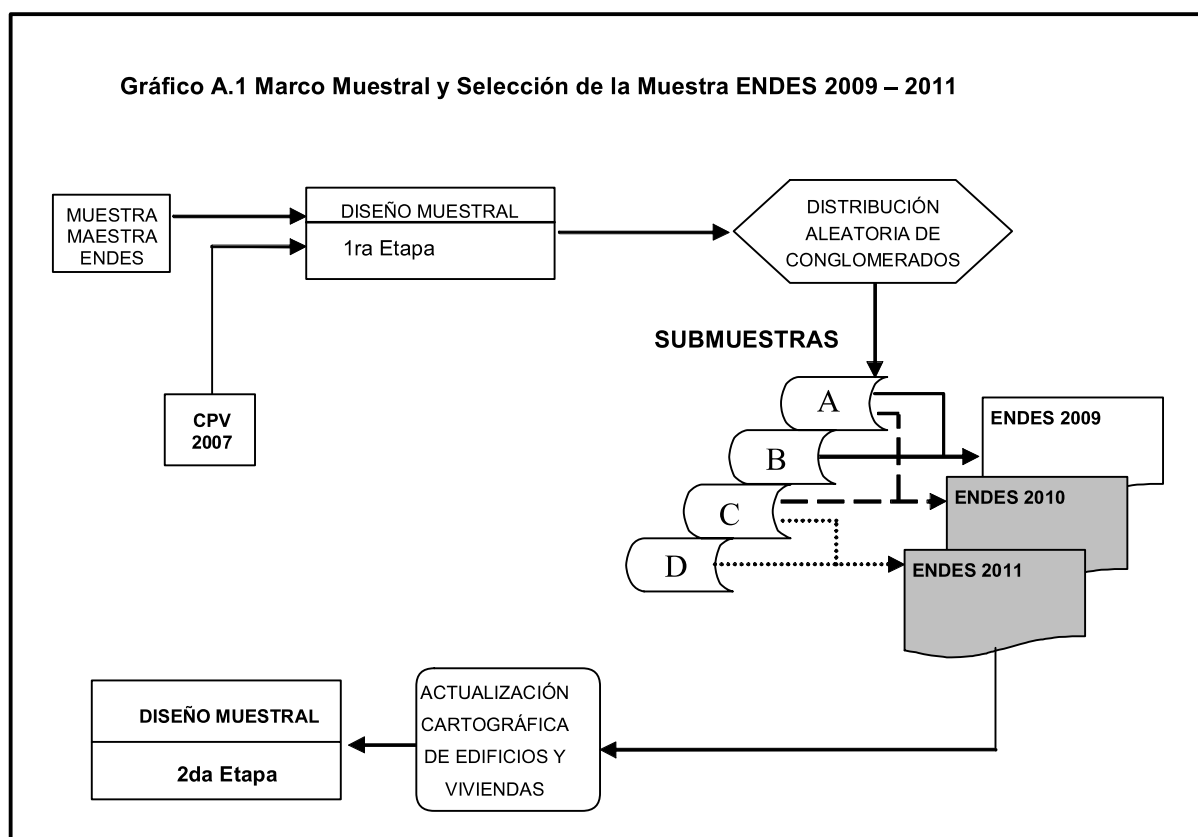 Gráfico A.1 Marco Muestral y Selección de la Muestra ENDES 2009 – 2011
MUESTRA
MAESTRA
ENDES
DISEÑO MUESTRAL
1ra Etapa
DISTRIBUCIÓN
ALEATORIA DE
CONGLOMERADOS
CPV
2007
SUBMUESTRAS
A
B
C
D
ENDES 2009
ENDES 2010
ENDES 2011
DISEÑO MUESTRAL
2da Etapa
ACTUALIZACIÓN
CARTOGRÁFICA
DE EDIFICIOS Y
VIVIENDAS